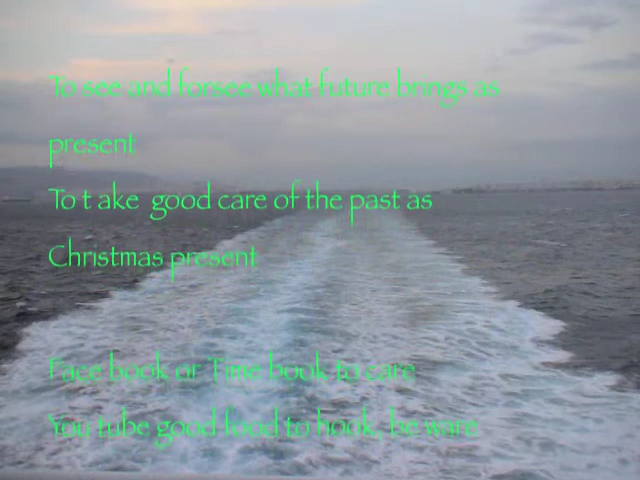 To see and forsee what future brings as
present
To t ake good care of the past as
Christmas present
Face book or Time book to care
You tube good food to hook, be ware